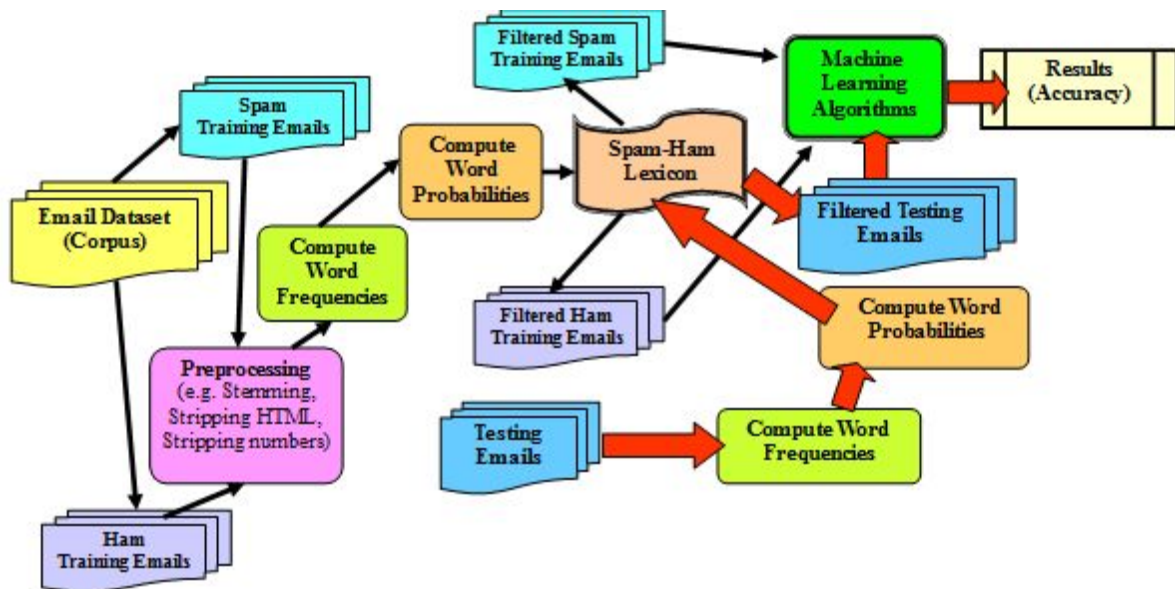 Filtered Spam
Training Emails
Machine
Learning
Algorithms
Results
(Accuracy)
Spam
Training Emails
Compute
Word
Probabilities
Spam-Ham
Lexicon
Email Dataset
(Corpus)
Filtered Testing
Emails
Compute
Word
Frequencies
Filtered Ham
Training Emails
Compute Word
Probabilities
Preprocessing
(e.g. Stemming,
Stripping HTML,
Stripping numbers)
Testing
Emails
Compute Word
Frequencies
Ham
Training Emails